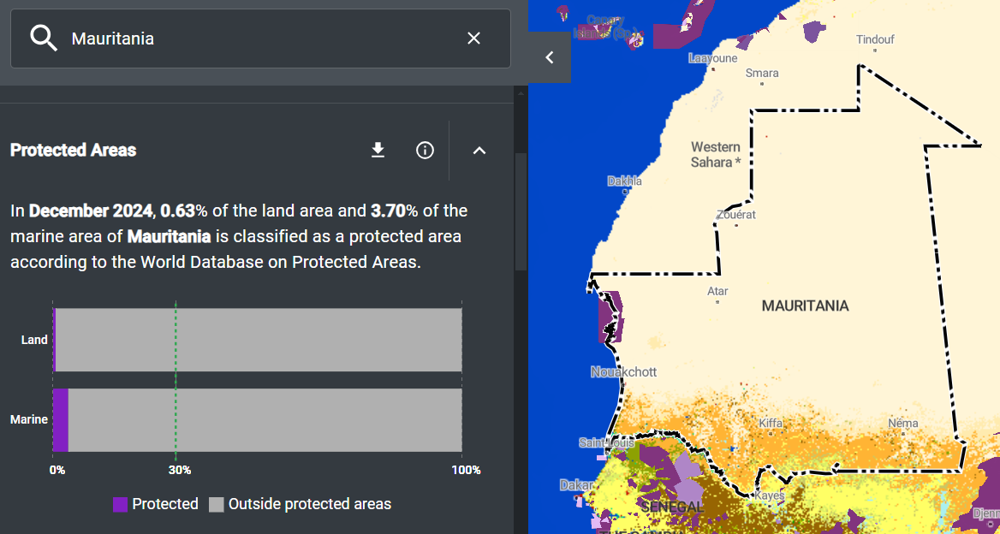 Mauritania
Protected Areas
In December 2024, 0.63% of the land area and 3.70% of the
marine area of Mauritania is classified as a protected area
according to the World Database on Protected Areas.
Land
Marine
0%
30%
100%
Protected
Outside protected areas
Canary
Islands (Sp.)
Tindouf
Laayoune
Smara
Western
Sahara *
Dakhla
Zouérat
Atar
MAURITANIA
Nouakchott
Kiffa
Néma
Saint-Louis
Dakar
Kayes
SENEGAL
Djenn
THE GAMBIA